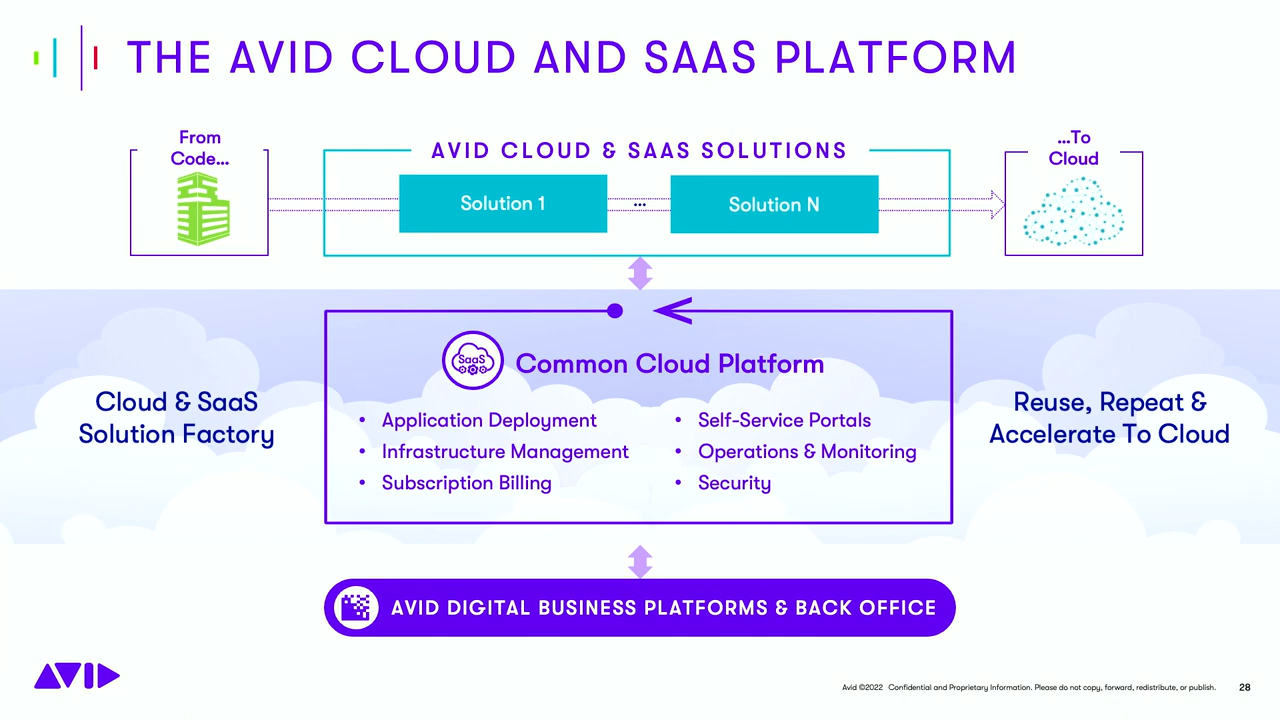 THE AVID CLOUD AND SAAS PLATFORM
From
Code...
AVID CLOUD & SAAS SOLUTIONS
...To
Cloud
Solution 1
...
Solution N
SaaS
Common Cloud Platform
Cloud & SaaS
Solution Factory
• Application Deployment
• Infrastructure Management
• Subscription Billing
• Self-Service Portals
• Operations & Monitoring
• Security
Reuse, Repeat &
Accelerate To Cloud
AVID DIGITAL BUSINESS PLATFORMS & BACK OFFICE
AVID
Avid ©2022 Confidential and Proprietary Information. Please do not copy, forward, redistribute, or publish.
28